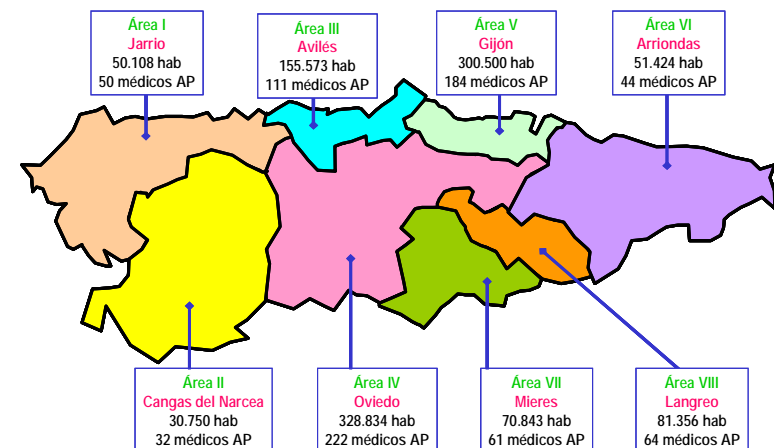 Área I
Jarrio
50.108 hab
50 médicos AP
Área III
Avilés
155.573 hab
111 médicos AP
Área V
Gijón
300.500 hab
184 médicos AP
Área VI
Arriondas
51.424 hab
44 médicos AP
Área II
Cangas del Narcea
30.750 hab
32 médicos AP
Área IV
Oviedo
328.834 hab
222 médicos AP
Área VII
Mieres
70.843 hab
61 médicos AP
Área VIII
Langreo
81.356 hab
64 médicos AP